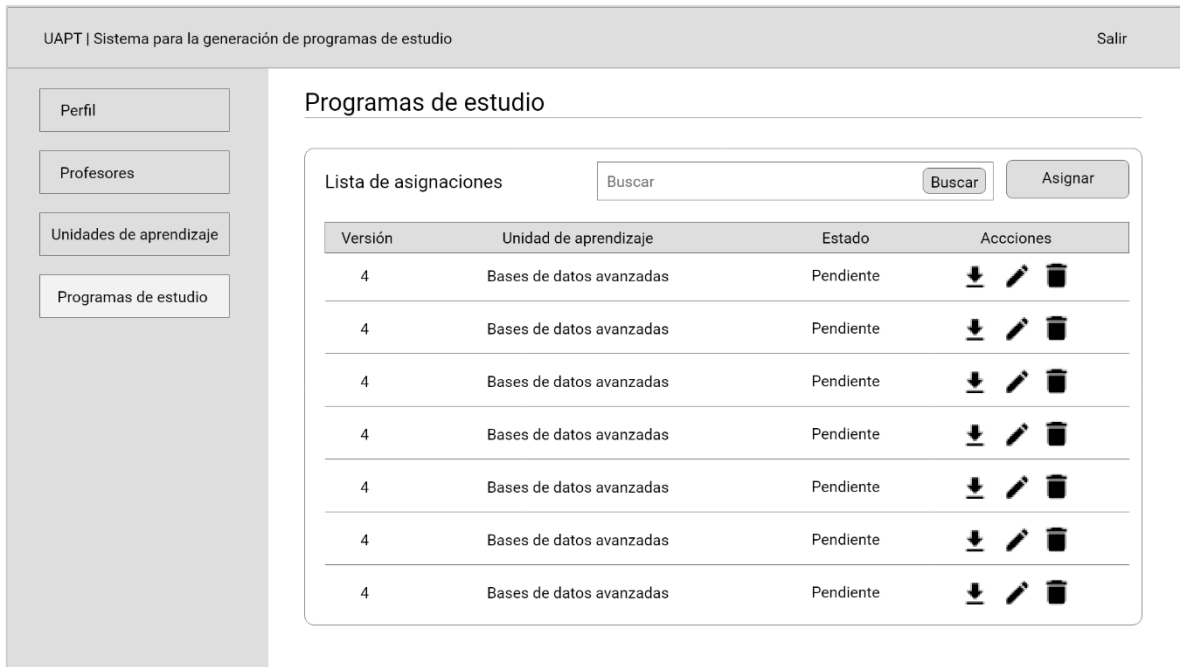 UAPT | Sistema para la generación de programas de estudio Salir
Perfil
Profesores
Unidades de aprendizaje
Programas de estudio
Programas de estudio
Lista de asignaciones Buscar Buscar Asignar
Versión Unidad de aprendizaje Estado Accciones
4 Bases de datos avanzadas Pendiente
4 Bases de datos avanzadas Pendiente
4 Bases de datos avanzadas Pendiente
4 Bases de datos avanzadas Pendiente
4 Bases de datos avanzadas Pendiente
4 Bases de datos avanzadas Pendiente
4 Bases de datos avanzadas Pendiente